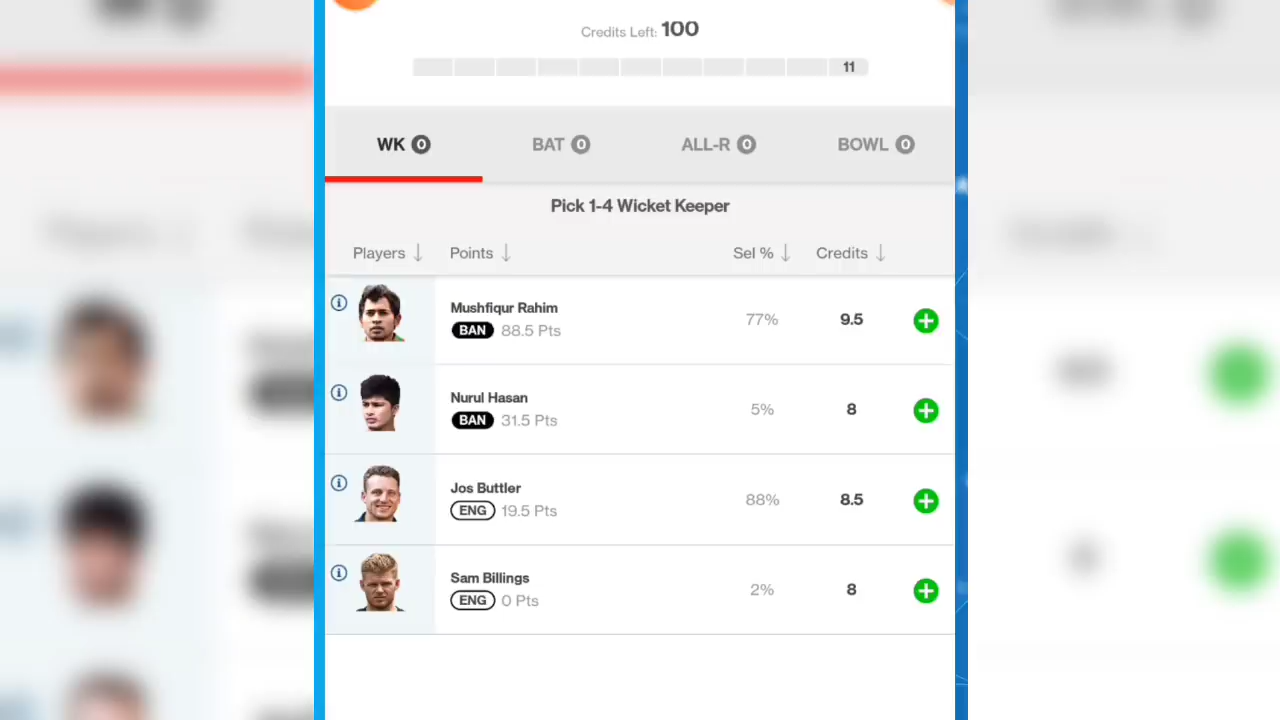 Credits Left: 100
11
WK 0 BAT 0 ALL-R 0 BOWL 0
Pick 1-4 Wicket Keeper
Players ↓ Points ↓ Sel % ↓ Credits ↓
Mushfiqur Rahim
BAN 88.5 Pts 77% 9.5
Nurul Hasan
BAN 31.5 Pts 5% 8
Jos Buttler
ENG 19.5 Pts 88% 8.5
Sam Billings
ENG 0 Pts 2% 8